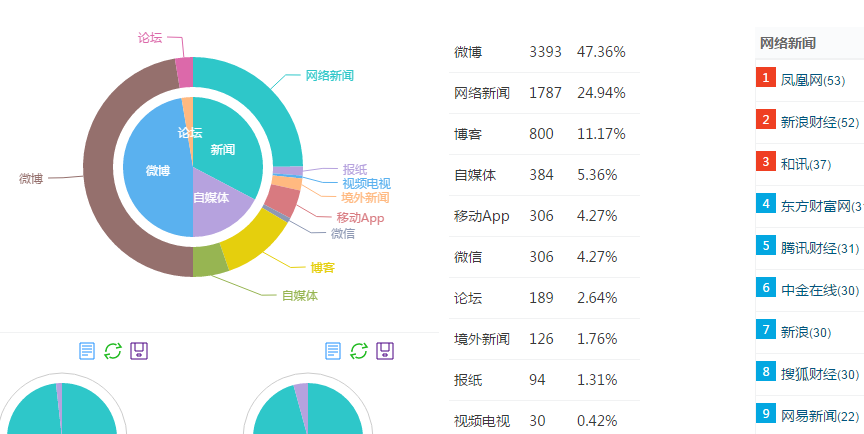 论坛
网络新闻
报纸
视频电视
境外新闻
移动App
微信
博客
自媒体
微博
论坛
新闻
微博
自媒体
微博 3393 47.36%
网络新闻 1787 24.94%
博客 800 11.17%
自媒体 384 5.36%
移动App 306 4.27%
微信 306 4.27%
论坛 189 2.64%
境外新闻 126 1.76%
报纸 94 1.31%
视频电视 30 0.42%
网络新闻
1 凤凰网(53)
2 新浪财经(52)
3 和讯(37)
4 东方财富网(31
5 腾讯财经(31)
6 中金在线(30)
7 新浪(30)
8 搜狐财经(30)
9 网易新闻(22)